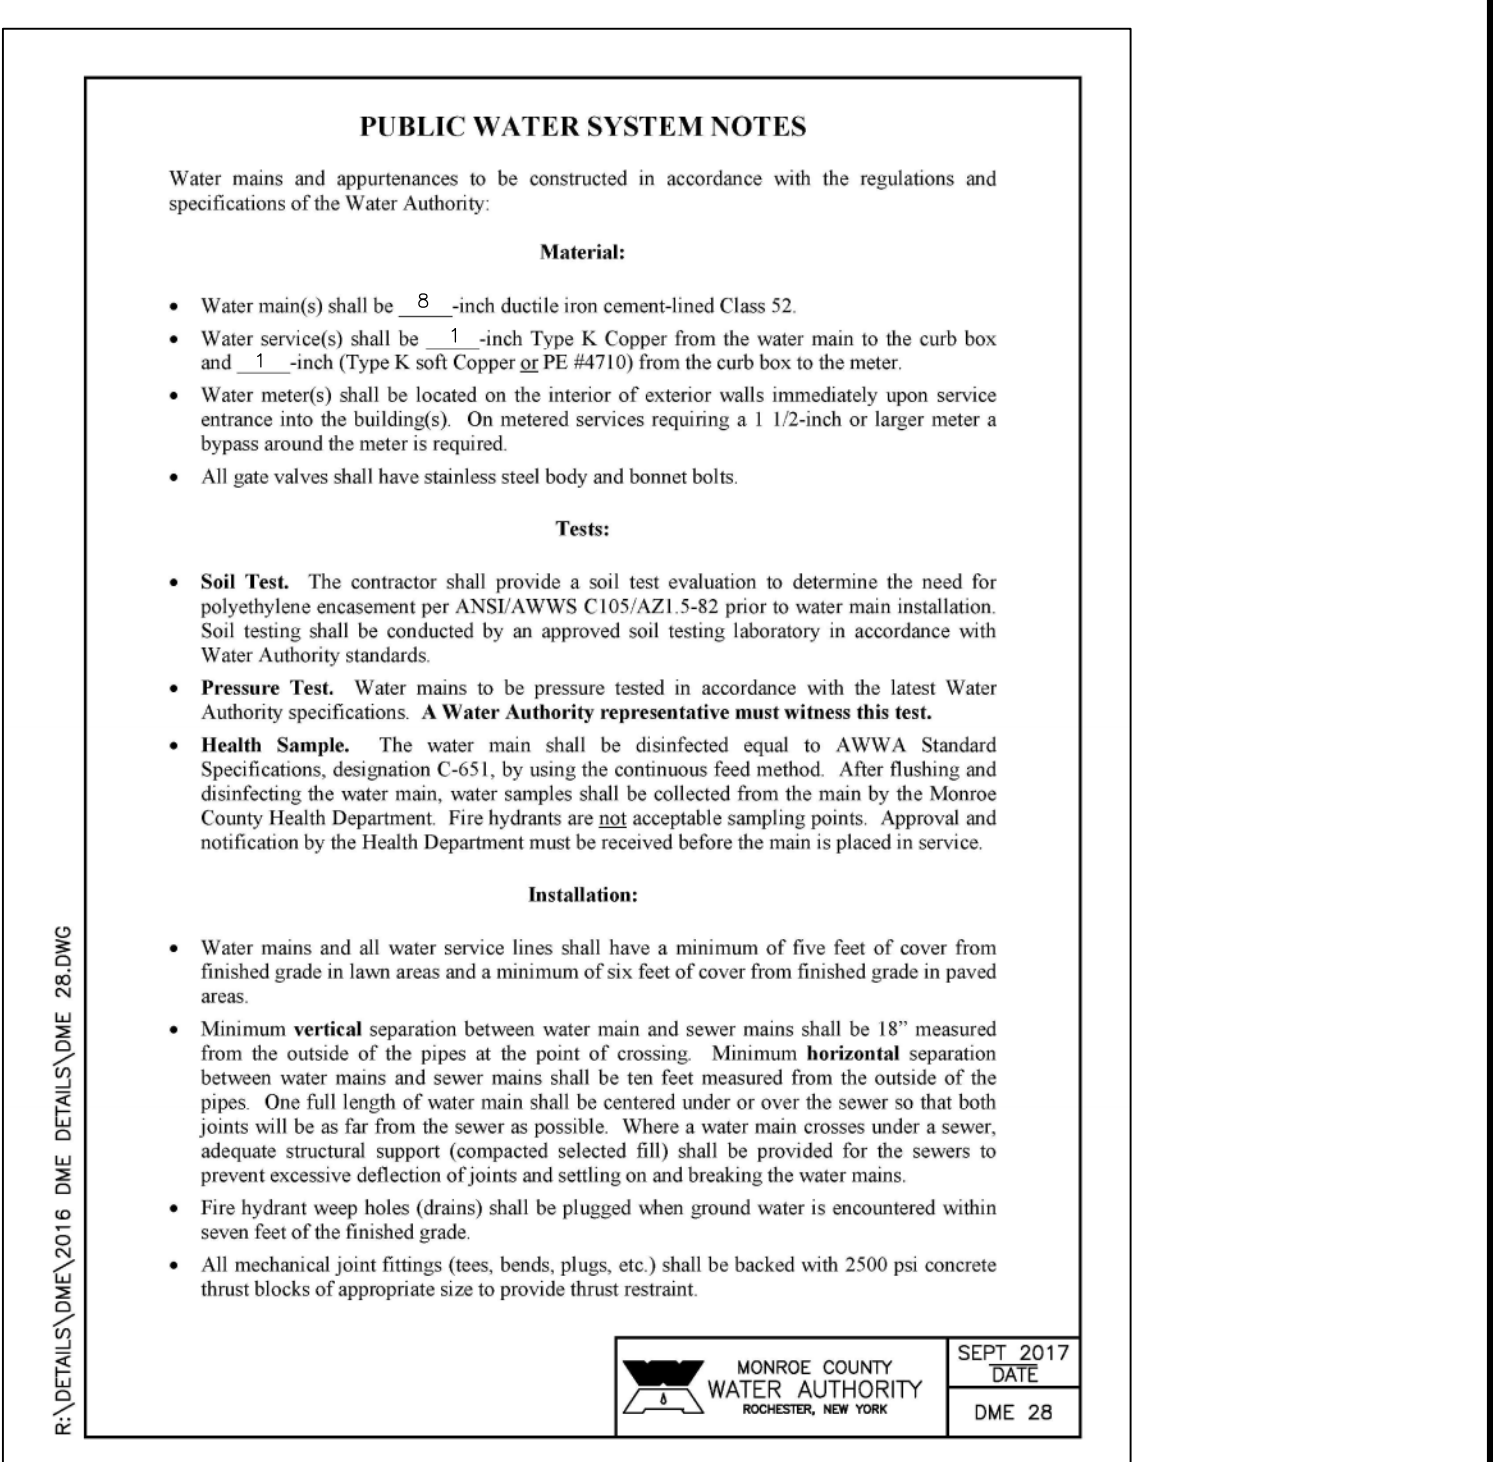 PUBLIC WATER SYSTEM NOTES
Water mains and appurtenances to be constructed in accordance with the regulations and
specifications of the Water Authority:
Material:
• Water main(s) shall be 8 -inch ductile iron cement-lined Class 52.
• Water service(s) shall be 1 -inch Type K Copper from the water main to the curb box
and 1 -inch (Type K soft Copper or PE #4710) from the curb box to the meter.
• Water meter(s) shall be located on the interior of exterior walls immediately upon service
entrance into the building(s). On metered services requiring a 1 1/2-inch or larger meter a
bypass around the meter is required.
• All gate valves shall have stainless steel body and bonnet bolts.
Tests:
• Soil Test. The contractor shall provide a soil test evaluation to determine the need for
polyethylene encasement per ANSI/AWWS C105/AZ1.5-82 prior to water main installation.
Soil testing shall be conducted by an approved soil testing laboratory in accordance with
Water Authority standards.
• Pressure Test. Water mains to be pressure tested in accordance with the latest Water
Authority specifications. A Water Authority representative must witness this test.
• Health Sample. The water main shall be disinfected equal to AWWA Standard
Specifications, designation C-651, by using the continuous feed method. After flushing and
disinfecting the water main, water samples shall be collected from the main by the Monroe
County Health Department. Fire hydrants are not acceptable sampling points. Approval and
notification by the Health Department must be received before the main is placed in service.
Installation:
• Water mains and all water service lines shall have a minimum of five feet of cover from
finished grade in lawn areas and a minimum of six feet of cover from finished grade in paved
areas.
• Minimum vertical separation between water main and sewer mains shall be 18” measured
from the outside of the pipes at the point of crossing. Minimum horizontal separation
between water mains and sewer mains shall be ten feet measured from the outside of the
pipes. One full length of water main shall be centered under or over the sewer so that both
joints will be as far from the sewer as possible. Where a water main crosses under a sewer,
adequate structural support (compacted selected fill) shall be provided for the sewers to
prevent excessive deflection of joints and settling on and breaking the water mains.
• Fire hydrant weep holes (drains) shall be plugged when ground water is encountered within
seven feet of the finished grade.
• All mechanical joint fittings (tees, bends, plugs, etc.) shall be backed with 2500 psi concrete
thrust blocks of appropriate size to provide thrust restraint.
R:\DETAILS\DME\2016 DME DETAILS\DME 28.DWG
MONROE COUNTY
WATER AUTHORITY
ROCHESTER, NEW YORK
SEPT 2017
DATE
DME 28